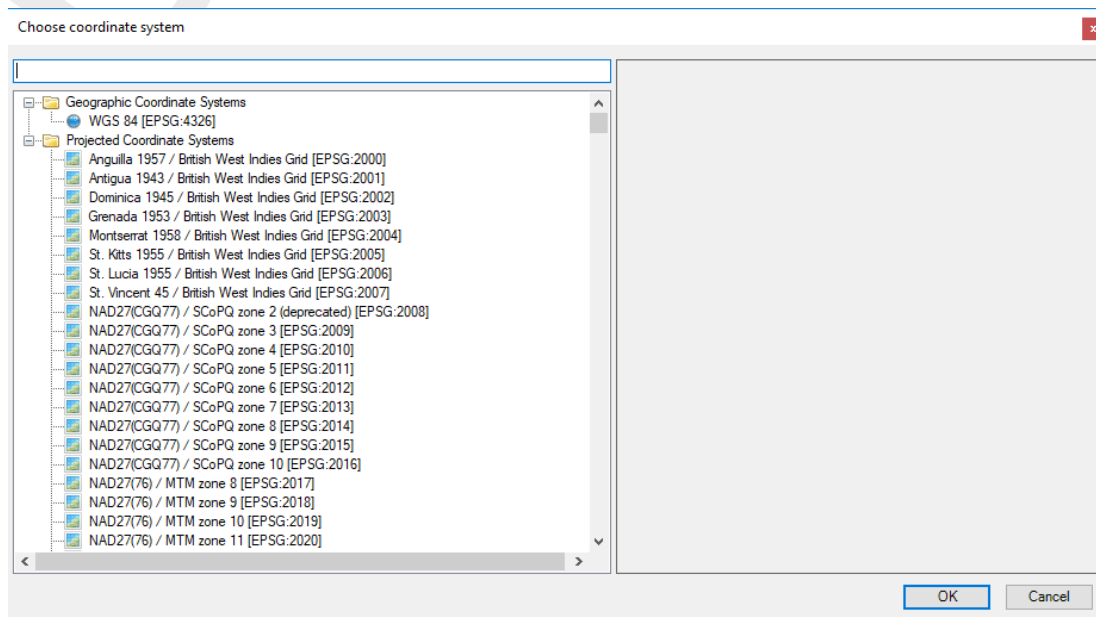 Choose coordinate system
Geographic Coordinate Systems
WGS 84 [EPSG:4326]
Projected Coordinate Systems
Anguilla 1957 / British West Indies Grid [EPSG:2000]
Antigua 1943 / British West Indies Grid [EPSG:2001]
Dominica 1945 / British West Indies Grid [EPSG:2002]
Grenada 1953 / British West Indies Grid [EPSG:2003]
Montserrat 1958 / British West Indies Grid [EPSG:2004]
St. Kitts 1955 / British West Indies Grid [EPSG:2005]
St. Lucia 1955 / British West Indies Grid [EPSG:2006]
St. Vincent 45 / British West Indies Grid [EPSG:2007]
NAD27(CGQ77) / SCoPQ zone 2 (deprecated) [EPSG:2008]
NAD27(CGQ77) / SCoPQ zone 3 [EPSG:2009]
NAD27(CGQ77) / SCoPQ zone 4 [EPSG:2010]
NAD27(CGQ77) / SCoPQ zone 5 [EPSG:2011]
NAD27(CGQ77) / SCoPQ zone 6 [EPSG:2012]
NAD27(CGQ77) / SCoPQ zone 7 [EPSG:2013]
NAD27(CGQ77) / SCoPQ zone 8 [EPSG:2014]
NAD27(CGQ77) / SCoPQ zone 9 [EPSG:2015]
NAD27(CGQ77) / SCoPQ zone 10 [EPSG:2016]
NAD27(76) / MTM zone 8 [EPSG:2017]
NAD27(76) / MTM zone 9 [EPSG:2018]
NAD27(76) / MTM zone 10 [EPSG:2019]
NAD27(76) / MTM zone 11 [EPSG:2020]
OK Cancel